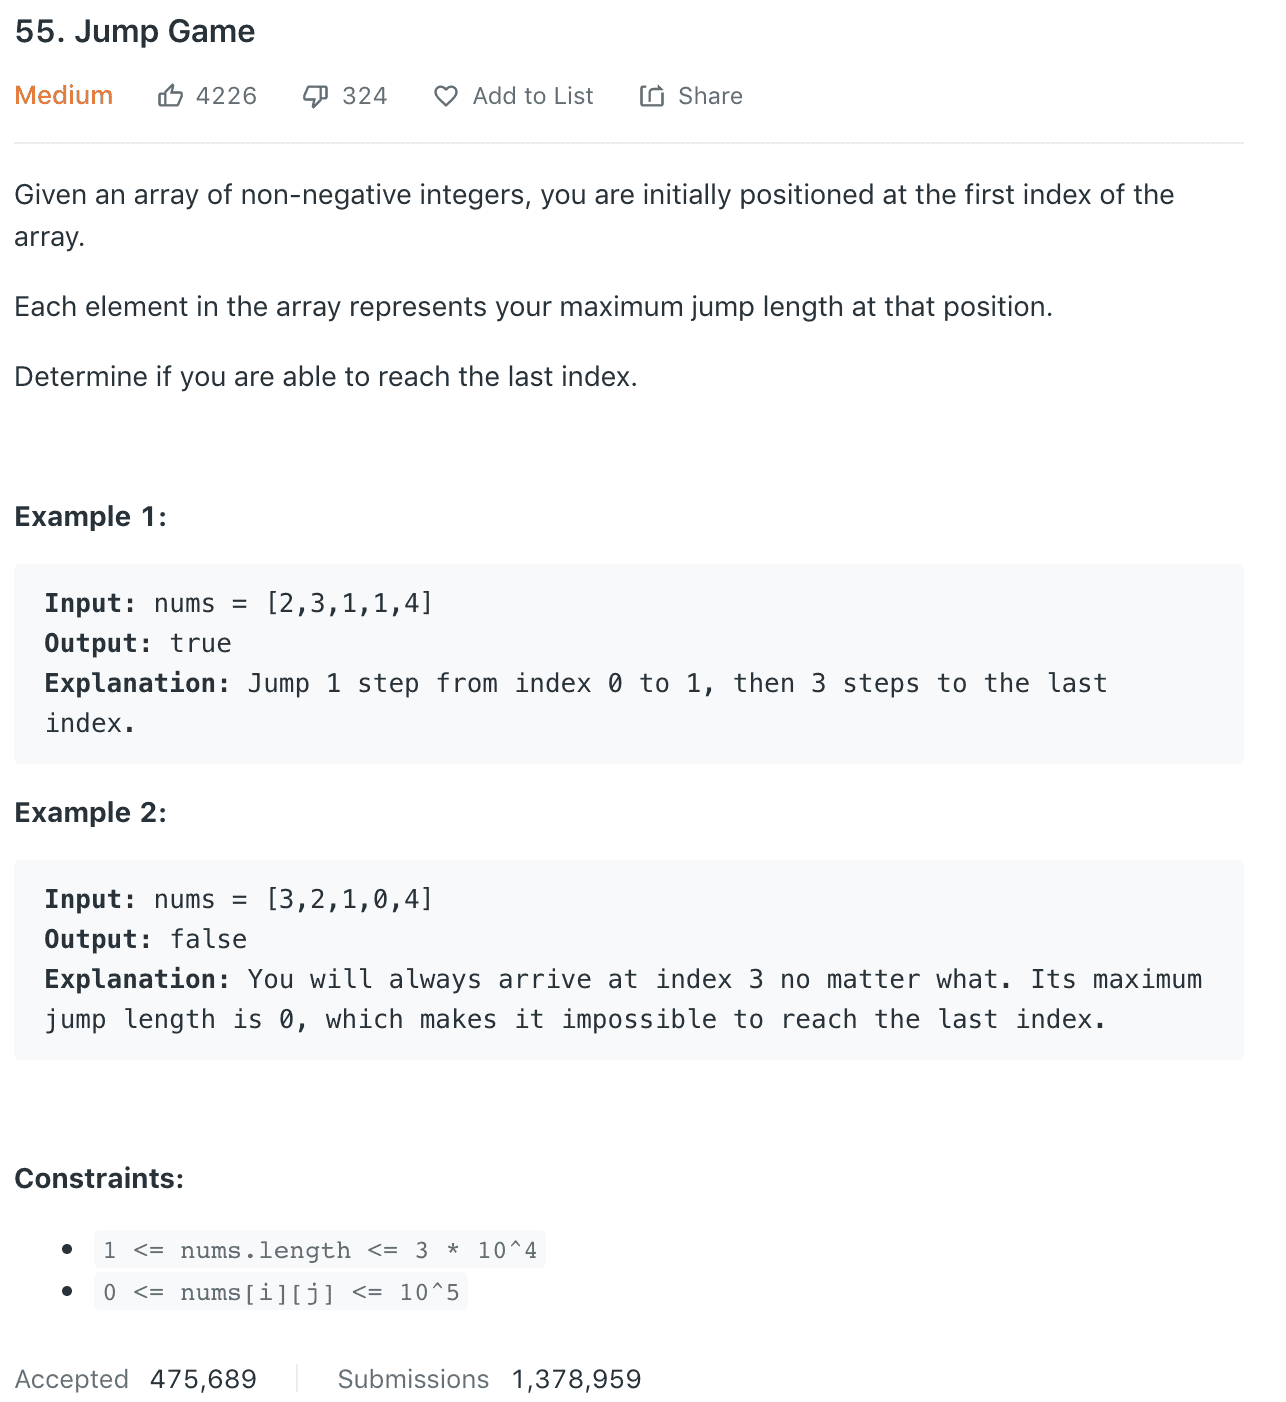 55. Jump Game
Medium 4226 324 Add to List Share
Given an array of non-negative integers, you are initially positioned at the first index of the
array.
Each element in the array represents your maximum jump length at that position.
Determine if you are able to reach the last index.
Example 1:
Input: nums = [2,3,1,1,4]
Output: true
Explanation: Jump 1 step from index 0 to 1, then 3 steps to the last
index.
Example 2:
Input: nums = [3,2,1,0,4]
Output: false
Explanation: You will always arrive at index 3 no matter what. Its maximum
jump length is 0, which makes it impossible to reach the last index.
Constraints:
• 1 <= nums.length <= 3 * 10^4
• 0 <= nums[i][j] <= 10^5
Accepted 475,689 Submissions 1,378,959